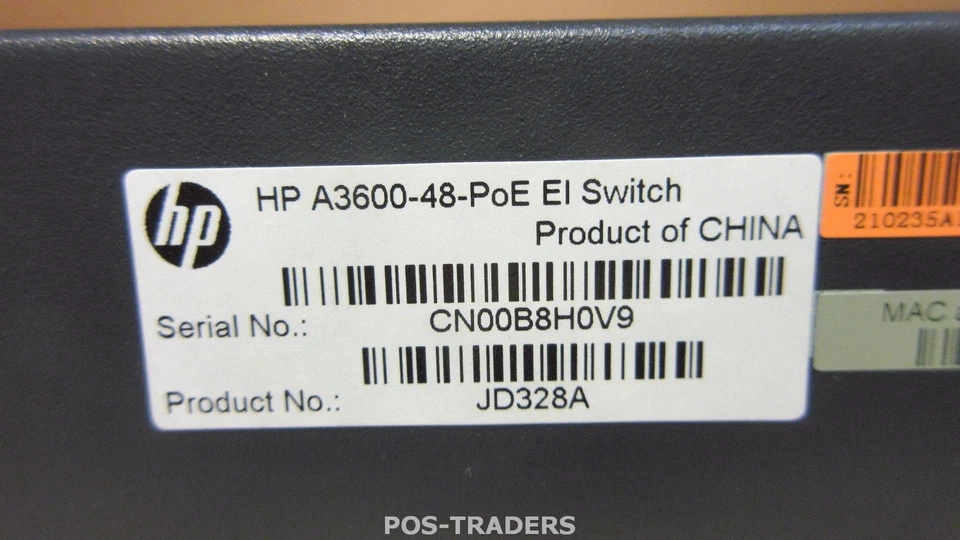 hp
HP A3600-48-PoE EI Switch
Product of CHINA
Serial No.: CN00B8H0V9
Product No.: JD328A
SN:
210235A
MAC
POS-TRADERS